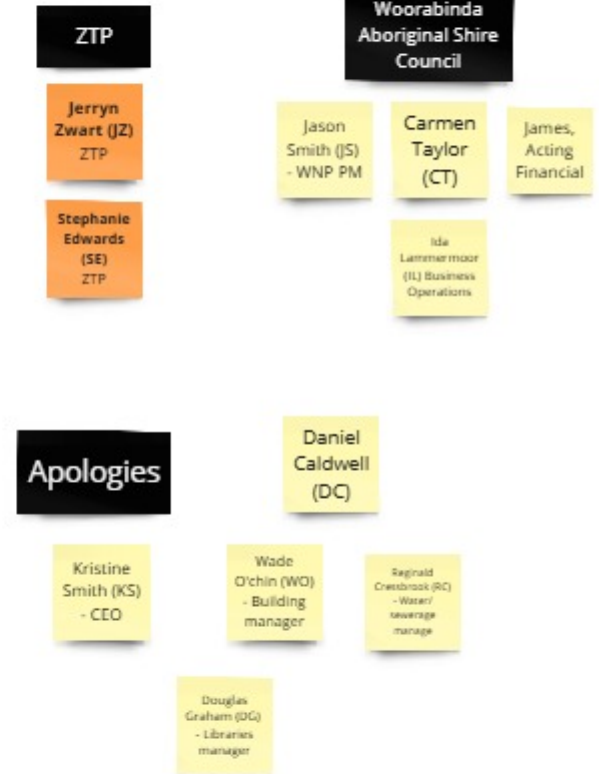 ZTP
Woorabinda
Aboriginal Shire
Council
Jerryn
Zwart (JZ)
ZTP
Jason
Smith (JS)
- WNP PM
Carmen
Taylor
(CT)
James,
Acting
Financial
Stephanie
Edwards
(SE)
ZTP
Ida
Lammermoor
(IL) Business
Operations
Apologies
Daniel
Caldwell
(DC)
Kristine
Smith (KS)
- CEO
Wade
O'chin (WO)
- Building
manager
Reginald
Cressbrook (RC)
- Water/
sewerage
manage
Douglas
Graham (DG)
- Libraries
manager